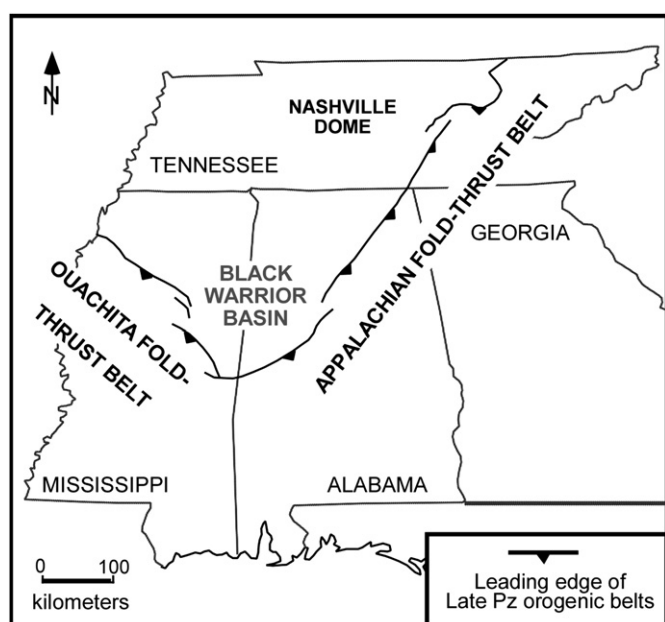 N
NASHVILLE
DOME
TENNESSEE
APPALACHIAN FOLD-THRUST BELT
GEORGIA
BLACK
WARRIOR
BASIN
OUACHITA FOLD-
THRUST BELT
MISSISSIPPI
ALABAMA
0 100
kilometers
Leading edge of
Late Pz orogenic belts